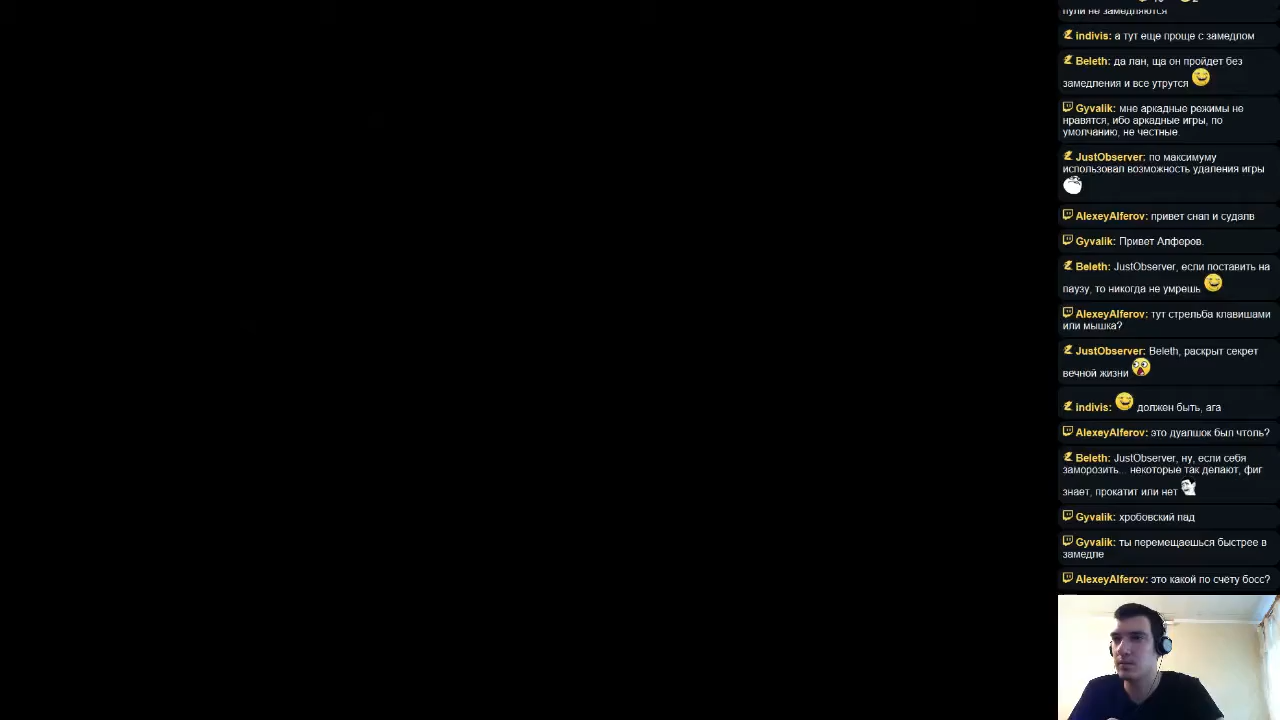 пули не замедляются
indivis: а тут еще проще с замедлом
Beleth: да лан, ща он пройдет без
замедления и все утрутся
Gyvalik: мне аркадные режимы не
нравятся, ибо аркадные игры, по
умолчанию, не честные.
JustObserver: по максимуму
использовал возможность удаления игры
AlexeyAlferov: привет снап и судалв
Gyvalik: Привет Алферов.
Beleth: JustObserver, если поставить на
паузу, то никогда не умрешь
AlexeyAlferov: тут стрельба клавишами
или мышка?
JustObserver: Beleth, раскрыт секрет
вечной жизни
indivis: должен быть, ага
AlexeyAlferov: это дуалшок был чтоль?
Beleth: JustObserver, ну, если себя
заморозить... некоторые так делают, фиг
знает, прокатит или нет
Gyvalik: хробовский пад
Gyvalik: ты перемещаешься быстрее в
замедле
AlexeyAlferov: это какой по счёту босс?